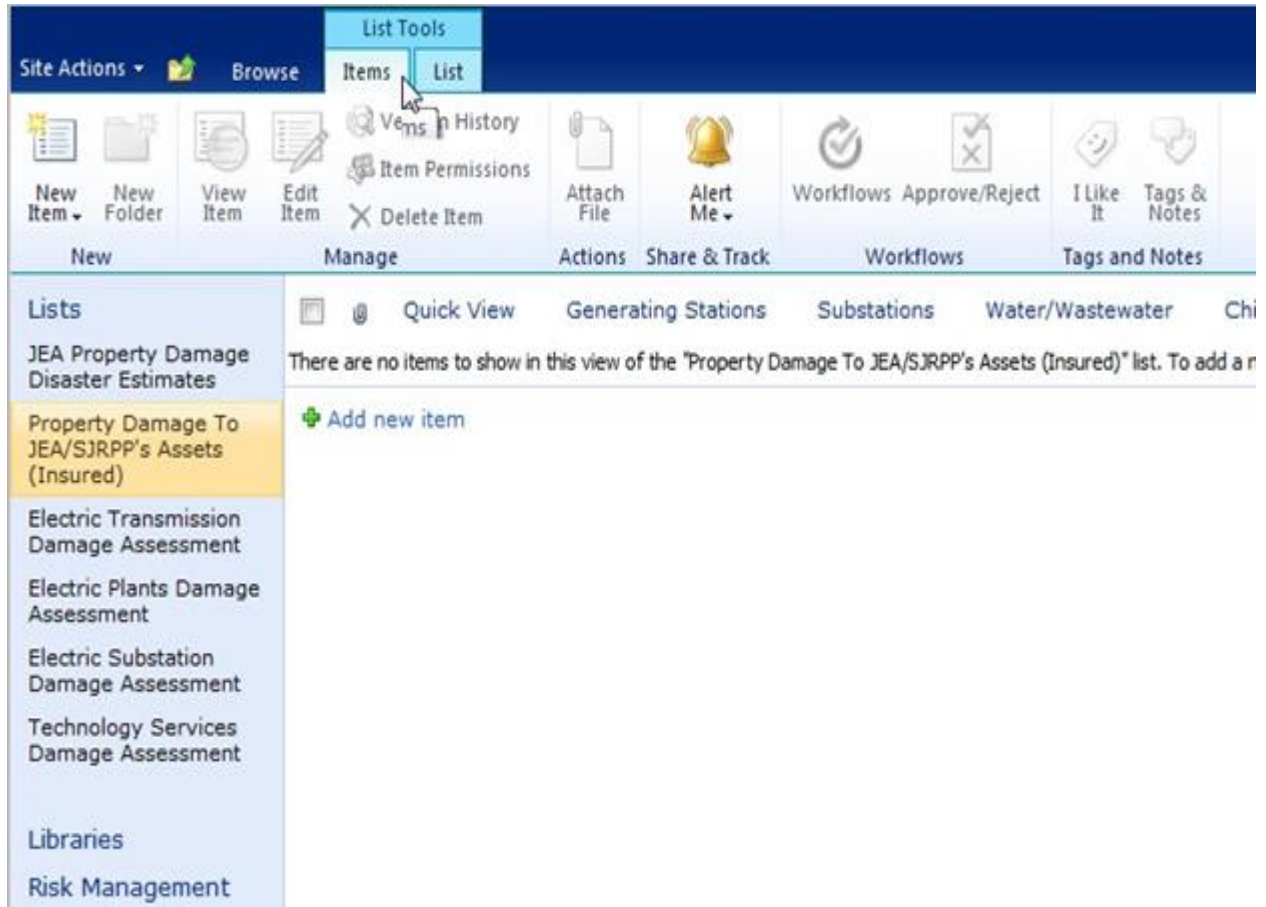 List Tools
Site Actions Browse Items List
Version History
ms
Item Permissions
Delete Item
New Item New Folder View Item Edit Item Attach File Alert Me Workflows Approve/Reject I Like It Tags & Notes
New Manage Actions Share & Track Workflows Tags and Notes
Lists
JEA Property Damage
Disaster Estimates
Property Damage To
JEA/SJRPP's Assets
(Insured)
Electric Transmission
Damage Assessment
Electric Plants Damage
Assessment
Electric Substation
Damage Assessment
Technology Services
Damage Assessment
Libraries
Risk Management
Quick View Generating Stations Substations Water/Wastewater Chi
There are no items to show in this view of the "Property Damage To JEA/SJRPP's Assets (Insured)" list. To add a n
Add new item